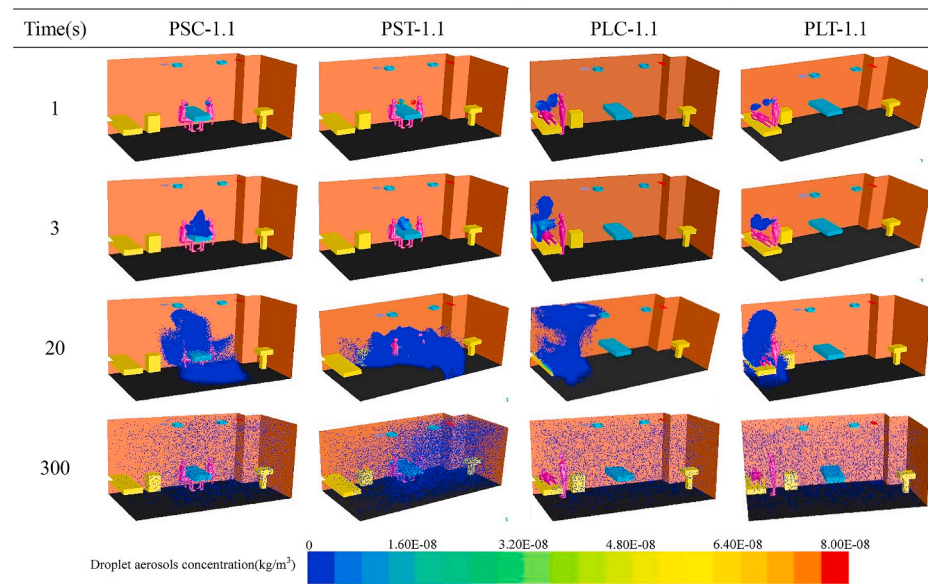 Time(s) PSC-1.1 PST-1.1 PLC-1.1 PLT-1.1
1
3
20
300
0 1.60E-08 3.20E-08 4.80E-08 6.40E-08 8.00E-08
Droplet aerosols concentration(kg/m³)